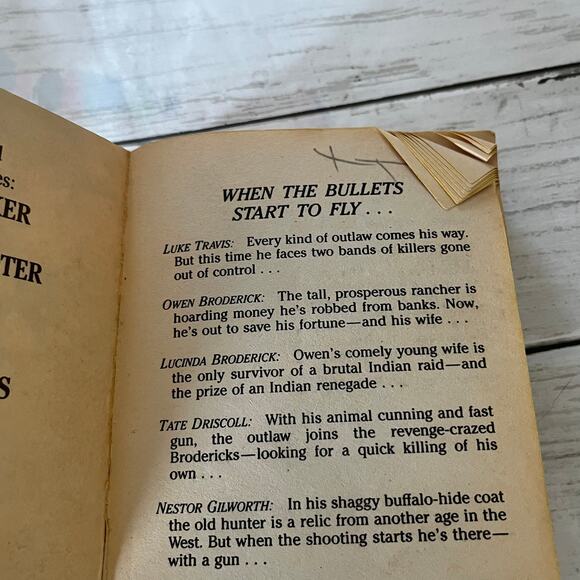 es:
KER
TER
S
WHEN THE BULLETS
START TO FLY . . .
LUKE TRAVIS: Every kind of outlaw comes his way.
But this time he faces two bands of killers gone
out of control . . .
OWEN BRODERICK: The tall, prosperous rancher is
hoarding money he's robbed from banks. Now,
he's out to save his fortune—and his wife . . .
LUCINDA BRODERICK: Owen's comely young wife is
the only survivor of a brutal Indian raid—and
the prize of an Indian renegade . . .
TATE DRISCOLL: With his animal cunning and fast
gun, the outlaw joins the revenge-crazed
Brodericks—looking for a quick killing of his
own . . .
NESTOR GILWORTH: In his shaggy buffalo-hide coat
the old hunter is a relic from another age in the
West. But when the shooting starts he's there—
with a gun . . .